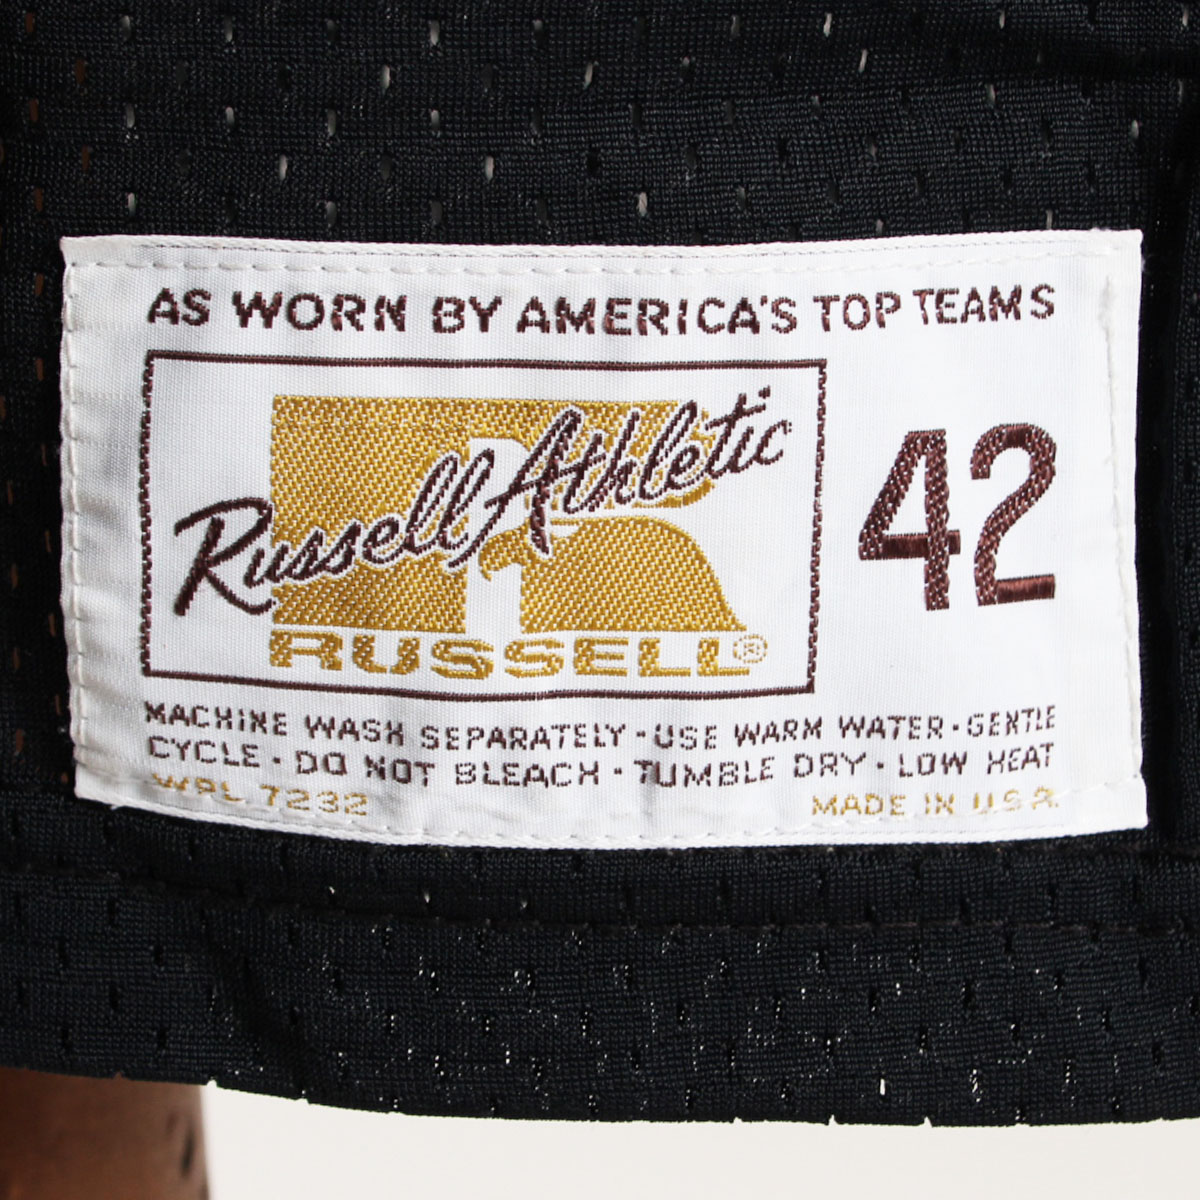 AS WORN BY AMERICA'S TOP TEAMS
Russell Athletic
42
RUSSELL®
MACHINE WASH SEPARATELY · USE WARM WATER · GENTLE
CYCLE · DO NOT BLEACH · TUMBLE DRY · LOW HEAT
WPL 7232 MADE IN U.S.A.